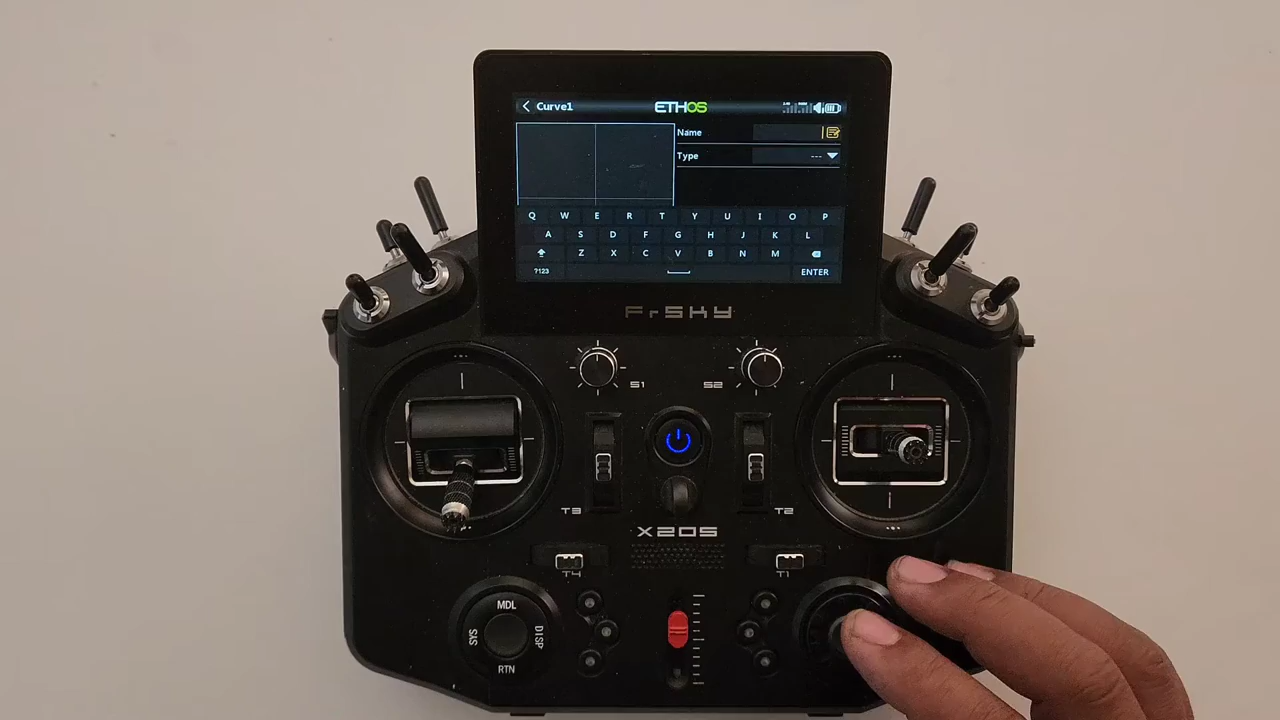 Curve1 ETHOS
Name
Type ---
Q W E R T Y U I O P
A S D F G H J K L
Z X C V B N M
?123 ENTER
FrSKY
S1 S2
T3 T2
X20S
T4 T1
MDL
SYS DISP
RTN